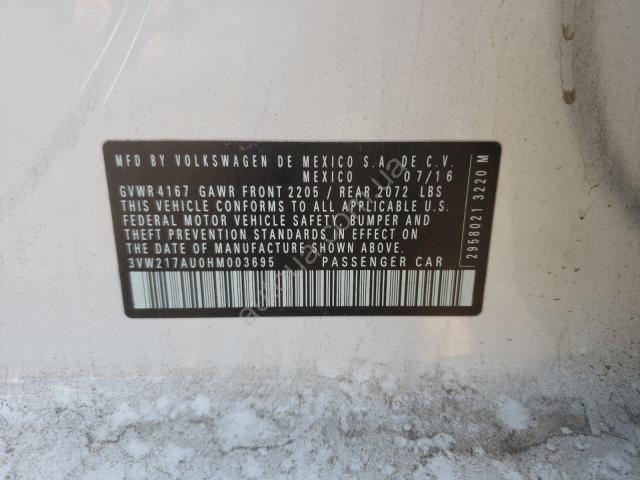 MFD BY VOLKSWAGEN DE MEXICO S.A. DE C.V.
MEXICO 07/16
GVWR 4167 GAWR FRONT 2205 / REAR 2072 LBS
THIS VEHICLE CONFORMS TO ALL APPLICABLE U.S.
FEDERAL MOTOR VEHICLE SAFETY, BUMPER AND
THEFT PREVENTION STANDARDS IN EFFECT ON
THE DATE OF MANUFACTURE SHOWN ABOVE.
3VW217AU0HM003695 PASSENGER CAR
2958021 3220 M